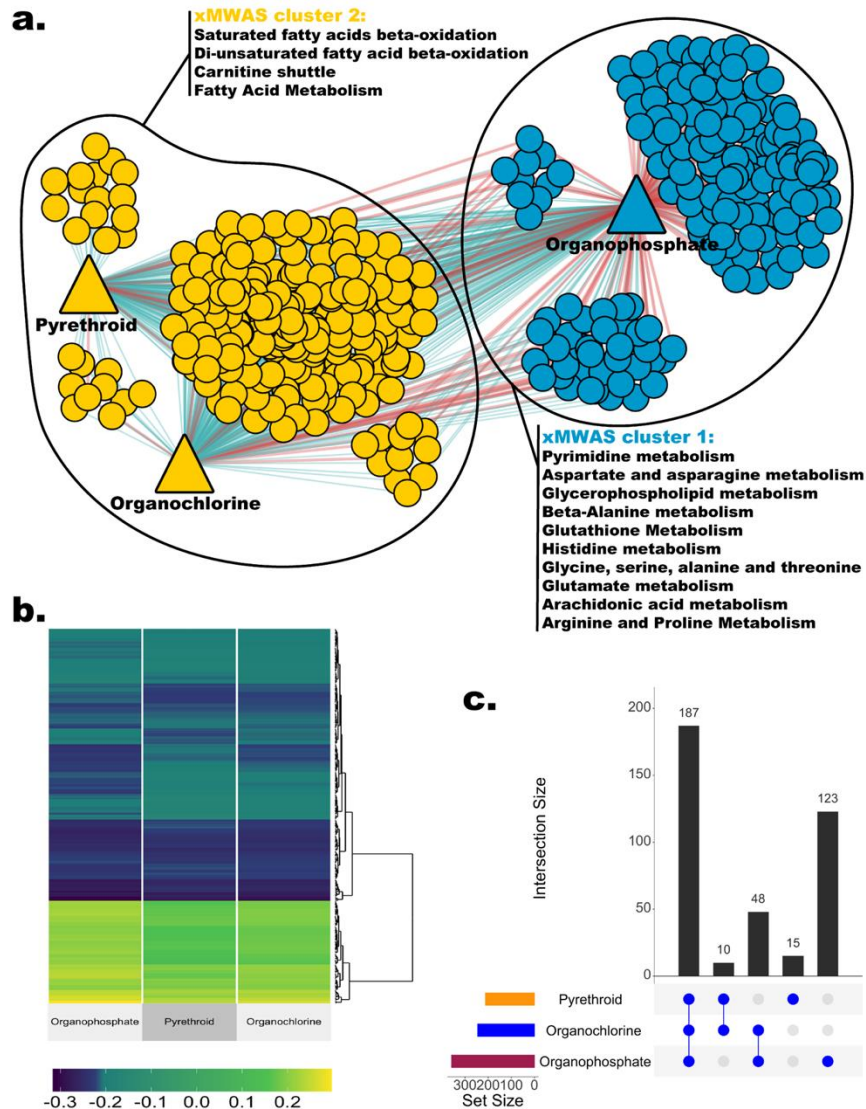 a.
xMWAS cluster 2:
Saturated fatty acids beta-oxidation
Di-unsaturated fatty acid beta-oxidation
Carnitine shuttle
Fatty Acid Metabolism
Organophosphate
Pyrethroid
Organochlorine
xMWAS cluster 1:
Pyrimidine metabolism
Aspartate and asparagine metabolism
Glycerophospholipid metabolism
Beta-Alanine metabolism
Glutathione Metabolism
Histidine metabolism
Glycine, serine, alanine and threonine
Glutamate metabolism
Arachidonic acid metabolism
Arginine and Proline Metabolism
b.
Organophosphate Pyrethroid Organochlorine
-0.3 -0.2 -0.1 0.0 0.1 0.2
c.
Intersection Size
200
150
100
50
0
187
10
48
15
123
Pyrethroid
Organochlorine
Organophosphate
300 200 100 0
Set Size